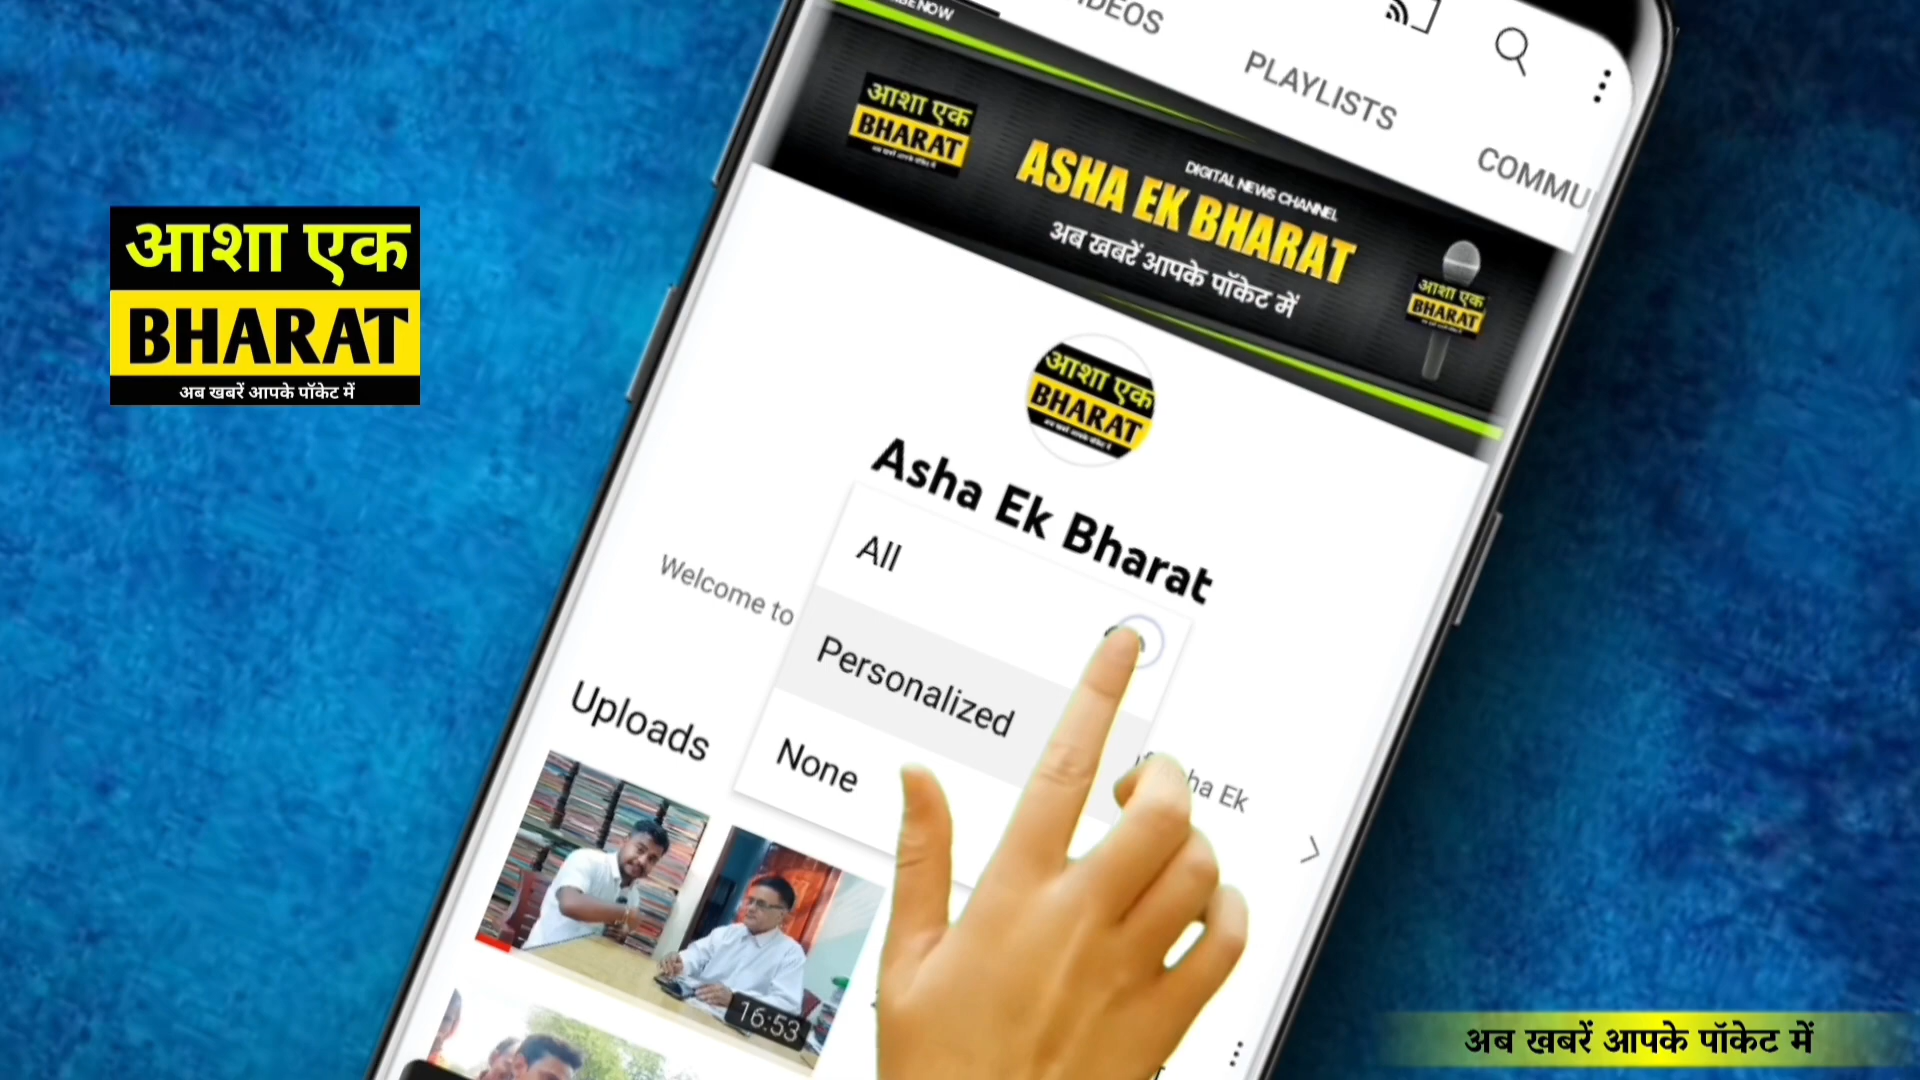 VIDEOS
PLAYLISTS
आशा एक
BHARAT
DIGITAL NEWS CHANNEL
ASHA EK BHARAT
अब खबरें आपके पॉकेट में
आशा एक
BHARAT
आशा एक
BHARAT
अब खबरें आपके पॉकेट में
आशा एक
BHARAT
Asha Ek Bharat
All
Welcome to
Personalized
None
Ek
Uploads
16:53
अब खबरें आपके पॉकेट में